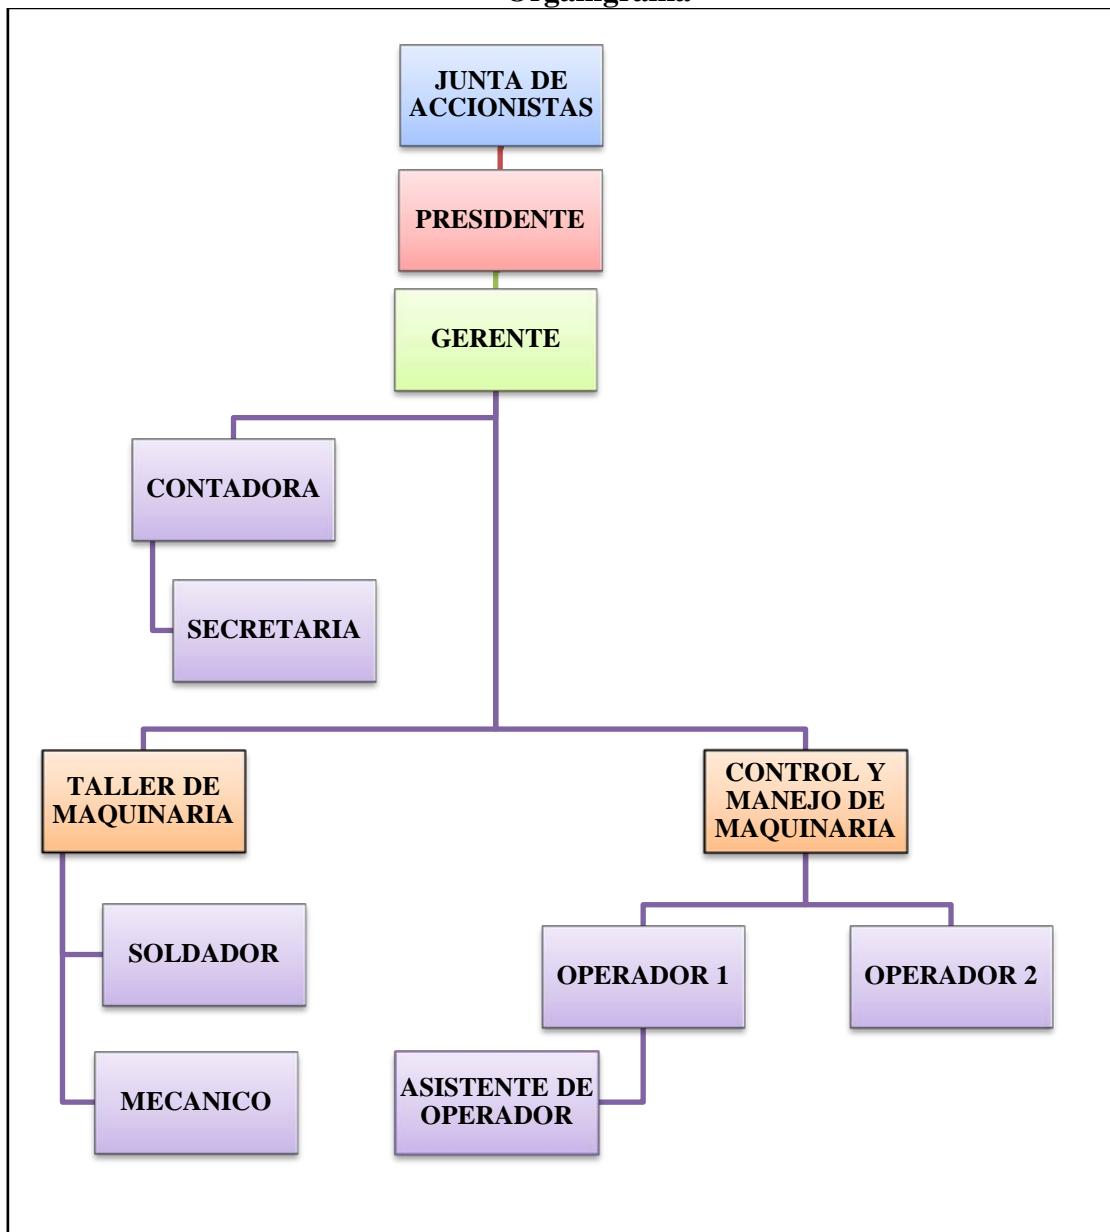 Organigrama
JUNTA DE
ACCIONISTAS
PRESIDENTE
GERENTE
CONTADORA
SECRETARIA
TALLER DE
MAQUINARIA
CONTROL Y
MANEJO DE
MAQUINARIA
SOLDADOR
OPERADOR 1
OPERADOR 2
MECANICO
ASISTENTE DE
OPERADOR